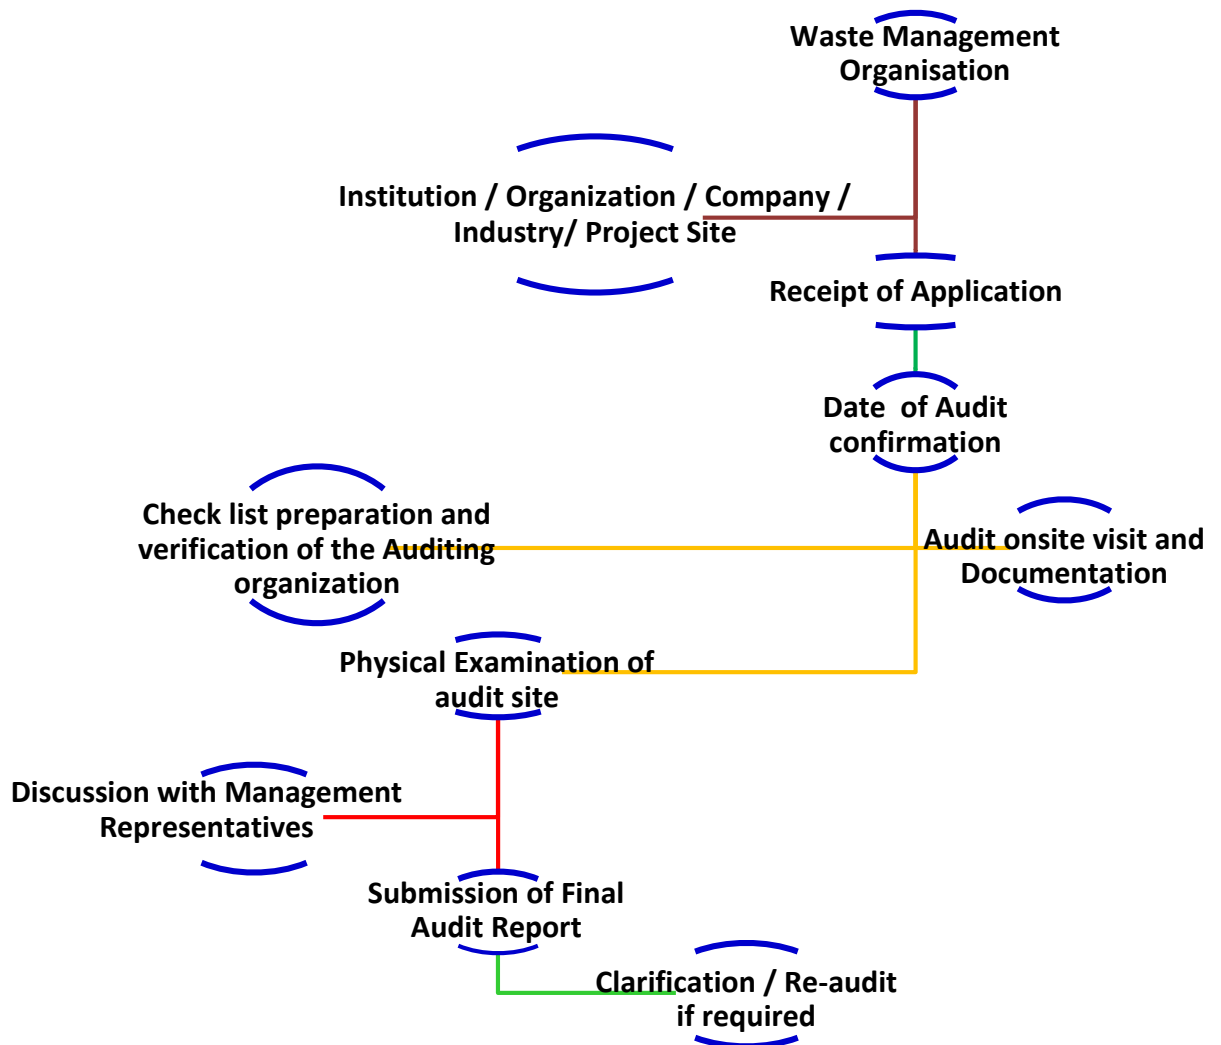 Waste Management
Organisation
Institution / Organization / Company /
Industry/ Project Site
Receipt of Application
Date  of Audit
confirmation
Check list preparation and
verification of the Auditing
organization
Audit onsite visit and
Documentation
Physical Examination of
audit site
Discussion with Management
Representatives
Submission of Final
Audit Report
Clarification / Re-audit
if required